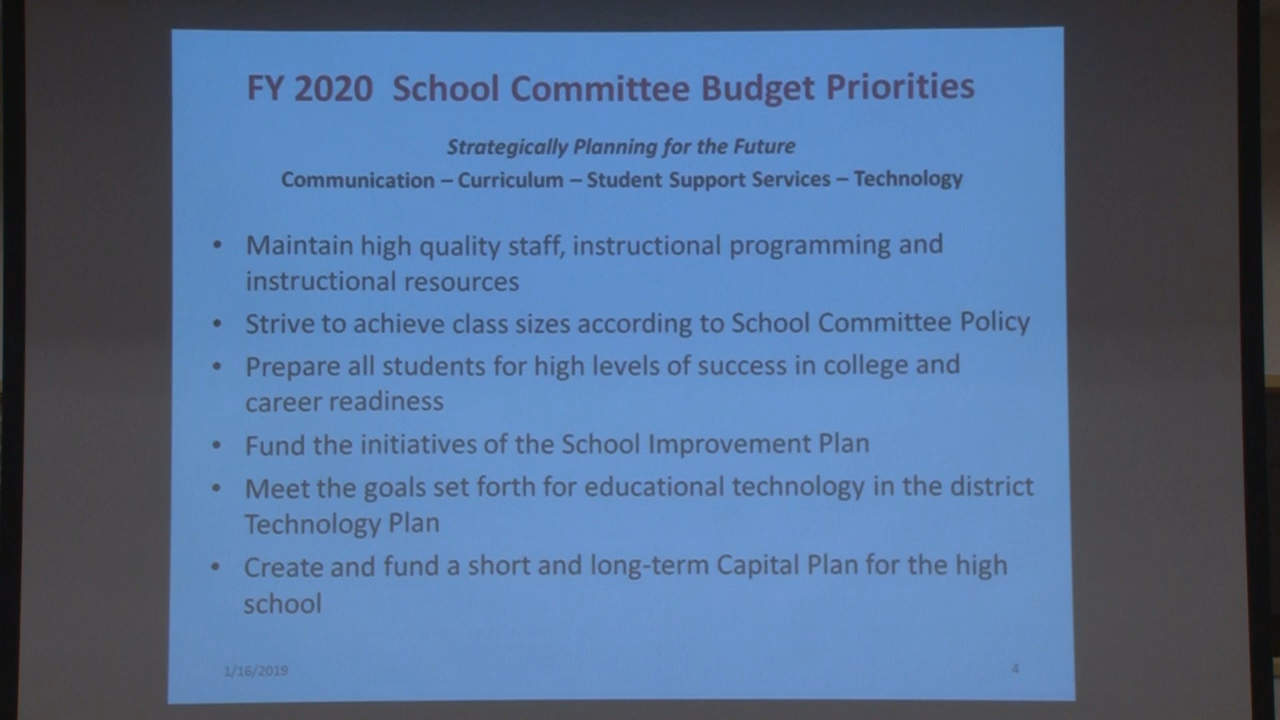 FY 2020 School Committee Budget Priorities
Strategically Planning for the Future
Communication – Curriculum – Student Support Services – Technology
• Maintain high quality staff, instructional programming and
instructional resources
• Strive to achieve class sizes according to School Committee Policy
• Prepare all students for high levels of success in college and
career readiness
• Fund the initiatives of the School Improvement Plan
• Meet the goals set forth for educational technology in the district
Technology Plan
• Create and fund a short and long-term Capital Plan for the high
school
1/16/2019
4